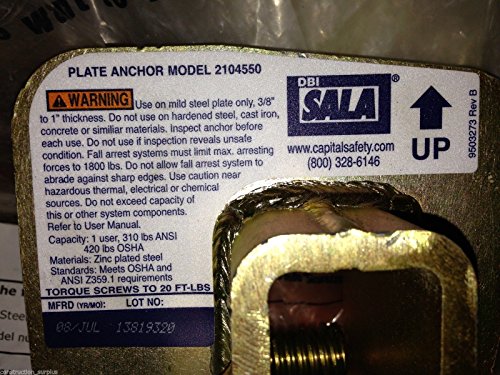 PLATE ANCHOR MODEL 2104550
WARNING Use on mild steel plate only, 3/8"
to 1" thickness. Do not use on hardened steel, cast iron,
concrete or similiar materials. Inspect anchor before
each use. Do not use if inspection reveals unsafe
condition. Fall arrest systems must limit max. arresting
forces to 1800 lbs. Do not allow fall arrest system to
abrade against sharp edges. Use caution near
hazardous thermal, electrical or chemical
sources. Do not exceed capacity of
this or other system components.
Refer to User Manual.
Capacity: 1 user, 310 lbs ANSI
420 lbs OSHA
Materials: Zinc plated steel
Standards: Meets OSHA and
ANSI Z359.1 requirements
TORQUE SCREWS TO 20 FT-LBS
MFRD (YR/MO): LOT NO:
08/JUL 13819320
DBI
SALA®
www.capitalsafety.com
(800) 328-6146
UP
9503273 Rev B
he
Stee
del nu
construction_surplus